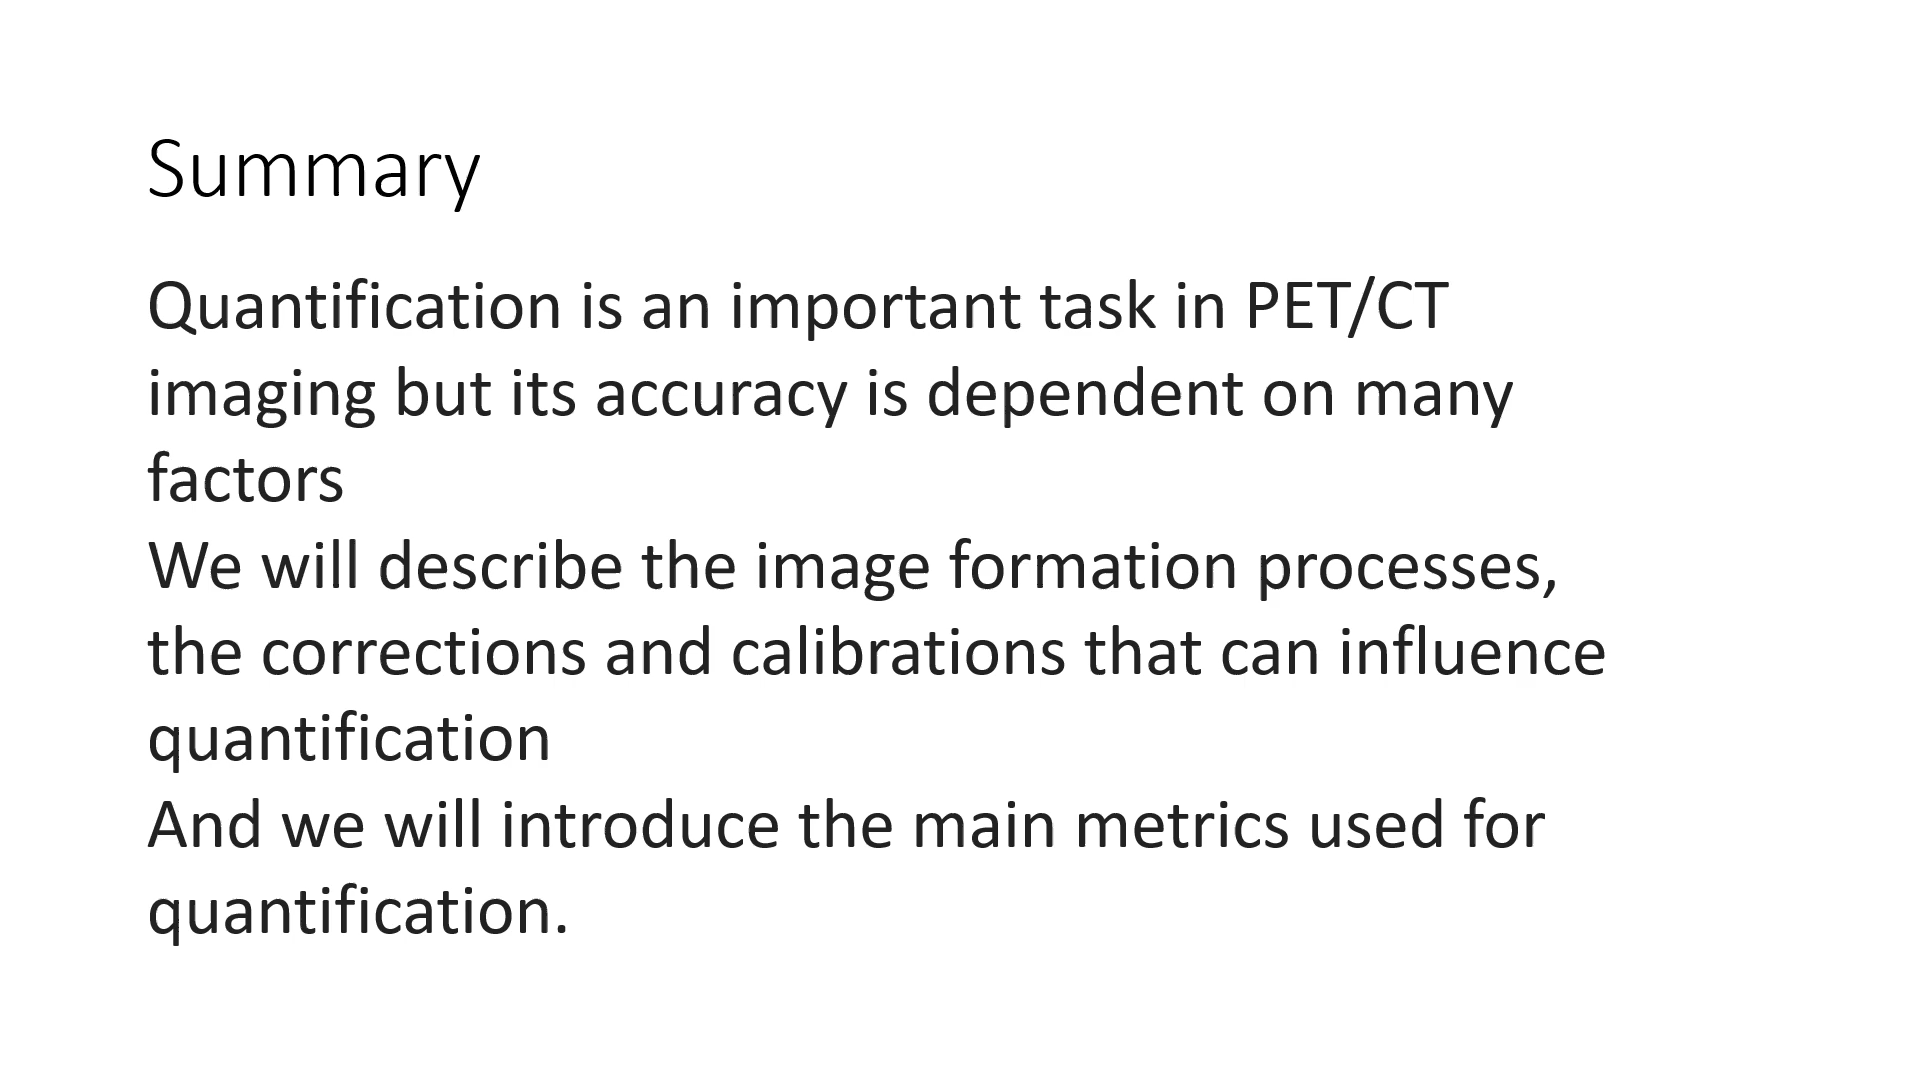 Summary
Quantification is an important task in PET/CT
imaging but its accuracy is dependent on many
factors
We will describe the image formation processes,
the corrections and calibrations that can influence
quantification
And we will introduce the main metrics used for
quantification.